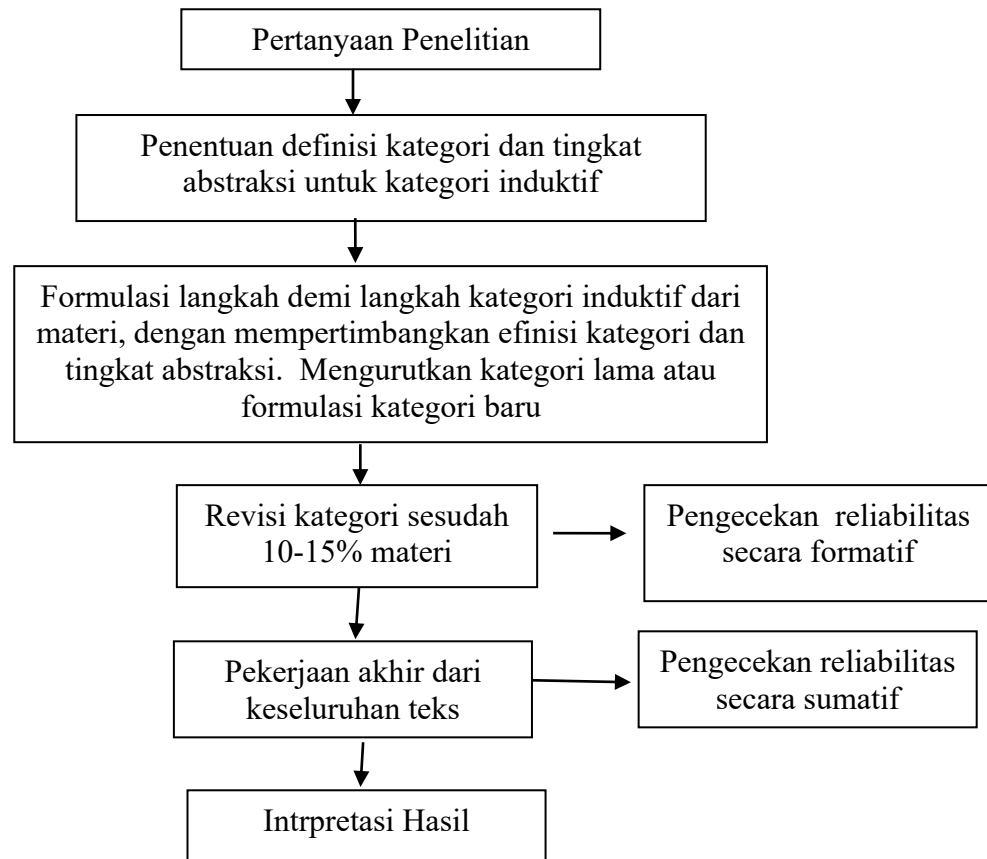 Pertanyaan Penelitian
Penentuan definisi kategori dan tingkat
abstraksi untuk kategori induktif
Formulasi langkah demi langkah kategori induktif dari
materi, dengan mempertimbangkan efinisi kategori dan
tingkat abstraksi.  Mengurutkan kategori lama atau
formulasi kategori baru
Revisi kategori sesudah
10-15% materi
Pengecekan  reliabilitas
secara formatif
Pekerjaan akhir dari
keseluruhan teks
Pengecekan reliabilitas
secara sumatif
Intrpretasi Hasil